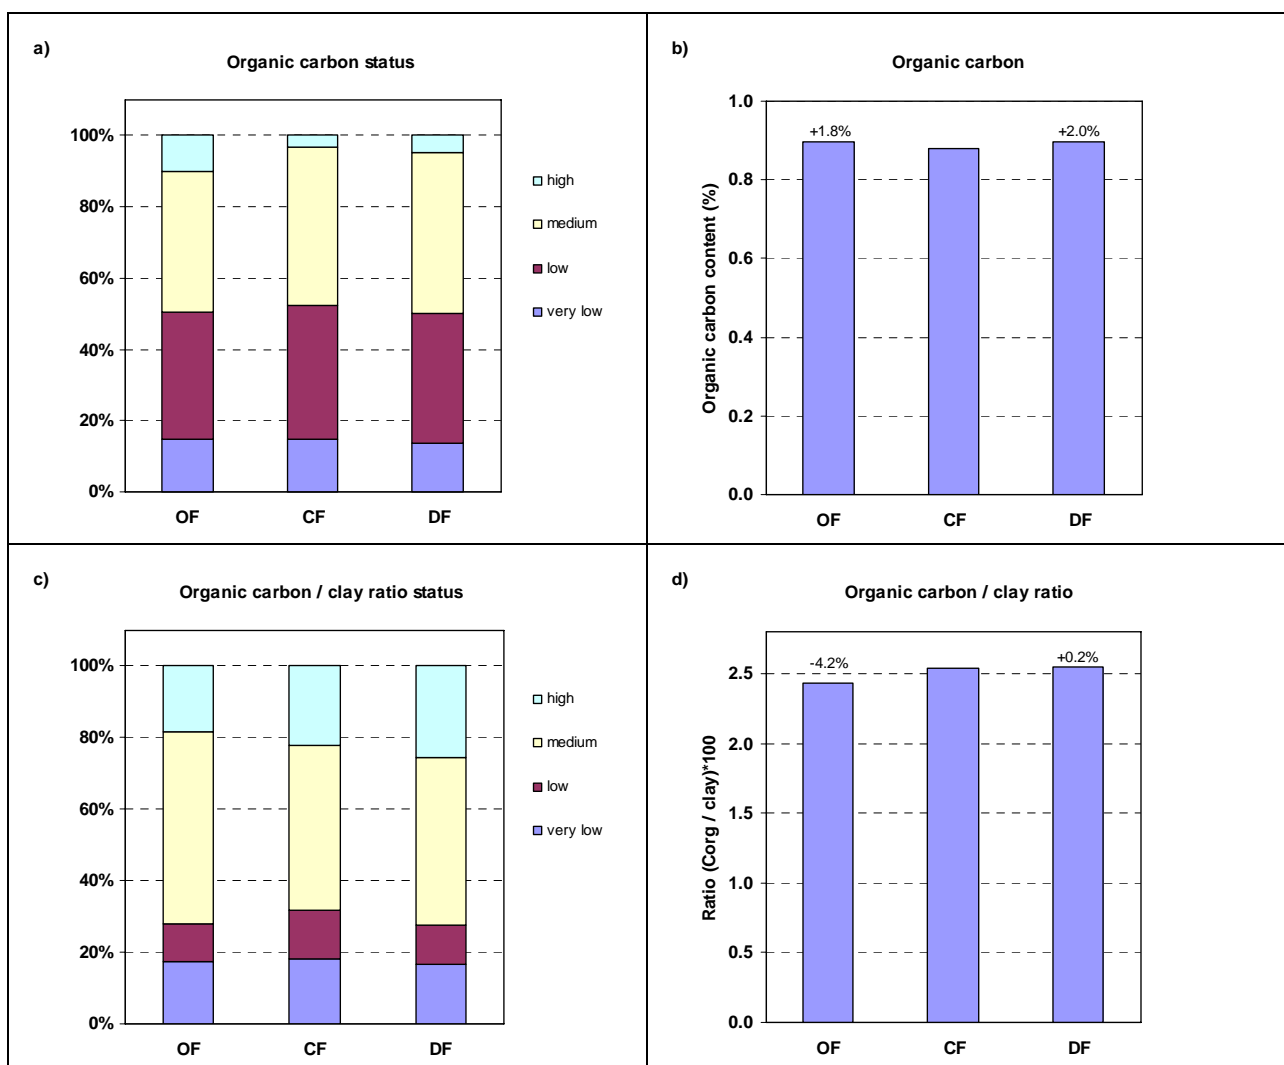 a)
Organic carbon status
100%
80%
60%
40%
20%
0%
OF CF DF
high
medium
low
very low
b)
Organic carbon
Organic carbon content (%)
1.0
0.8
0.6
0.4
0.2
0.0
+1.8% +2.0%
OF CF DF
c)
Organic carbon / clay ratio status
100%
80%
60%
40%
20%
0%
OF CF DF
high
medium
low
very low
d)
Organic carbon / clay ratio
Ratio (Corg / clay)*100
2.5
2.0
1.5
1.0
0.5
0.0
-4.2% +0.2%
OF CF DF